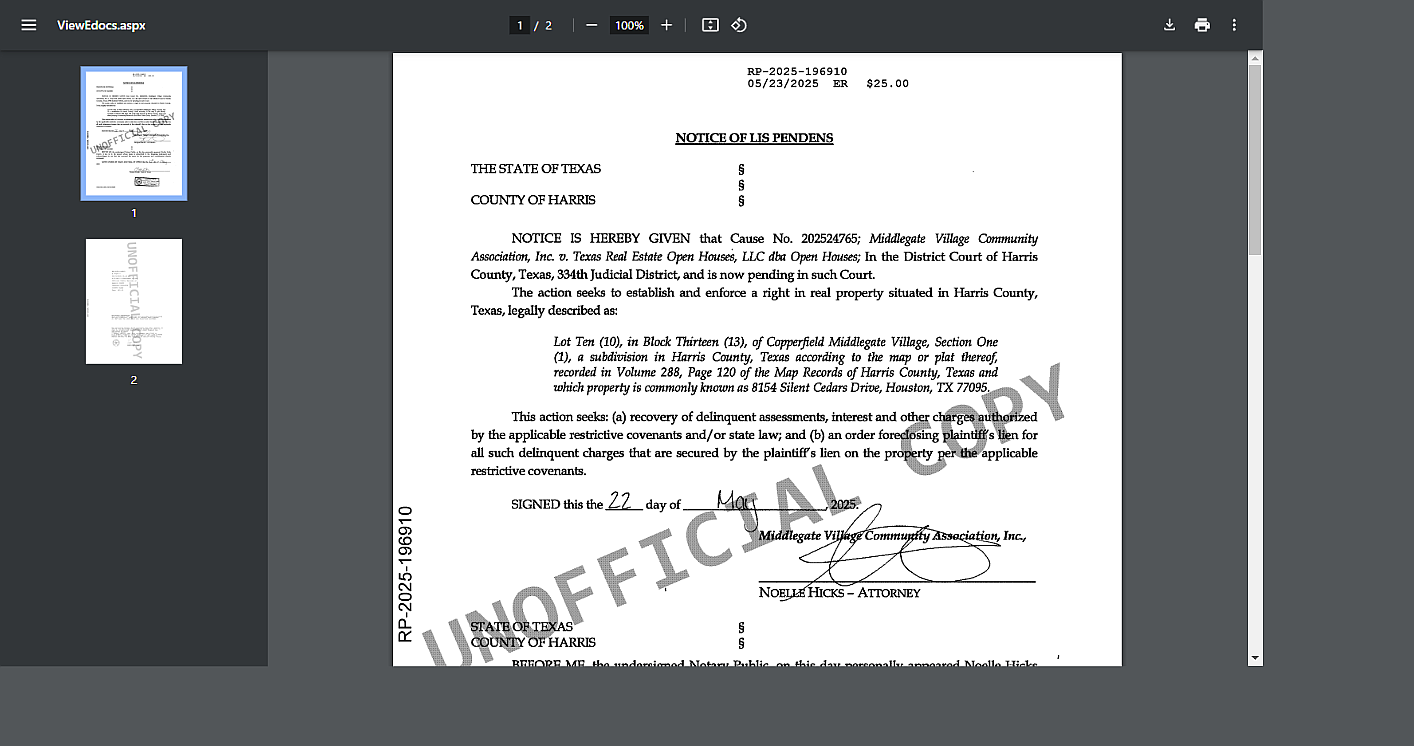 ViewEdocs.aspx
1 / 2
100%
1
2
RP-2025-196910
05/23/2025 ER $25.00
NOTICE OF LIS PENDENS
THE STATE OF TEXAS §
§
COUNTY OF HARRIS §
NOTICE IS HEREBY GIVEN that Cause No. 202524765; Middlegate Village Community
Association, Inc. v. Texas Real Estate Open Houses, LLC dba Open Houses; In the District Court of Harris
County, Texas, 334th Judicial District, and is now pending in such Court.
The action seeks to establish and enforce a right in real property situated in Harris County,
Texas, legally described as:
Lot Ten (10), in Block Thirteen (13), of Copperfield Middlegate Village, Section One
(1), a subdivision in Harris County, Texas according to the map or plat thereof,
recorded in Volume 288, Page 120 of the Map Records of Harris County, Texas and
which property is commonly known as 8154 Silent Cedars Drive, Houston, TX 77095.
This action seeks: (a) recovery of delinquent assessments, interest and other charges authorized
by the applicable restrictive covenants and/or state law; and (b) an order foreclosing plaintiff's lien for
all such delinquent charges that are secured by the plaintiff's lien on the property per the applicable
restrictive covenants.
SIGNED this the 22 day of May, 2025.
Middlegate Village Community Association, Inc.,
NOELLE HICKS – ATTORNEY
STATE OF TEXAS §
COUNTY OF HARRIS §
BEFORE ME, the undersigned Notary Public, on this day personally appeared Noelle Hicks
RP-2025-196910
UNOFFICIAL COPY
UNOFFICIAL COPY
UNOFFICIAL COPY